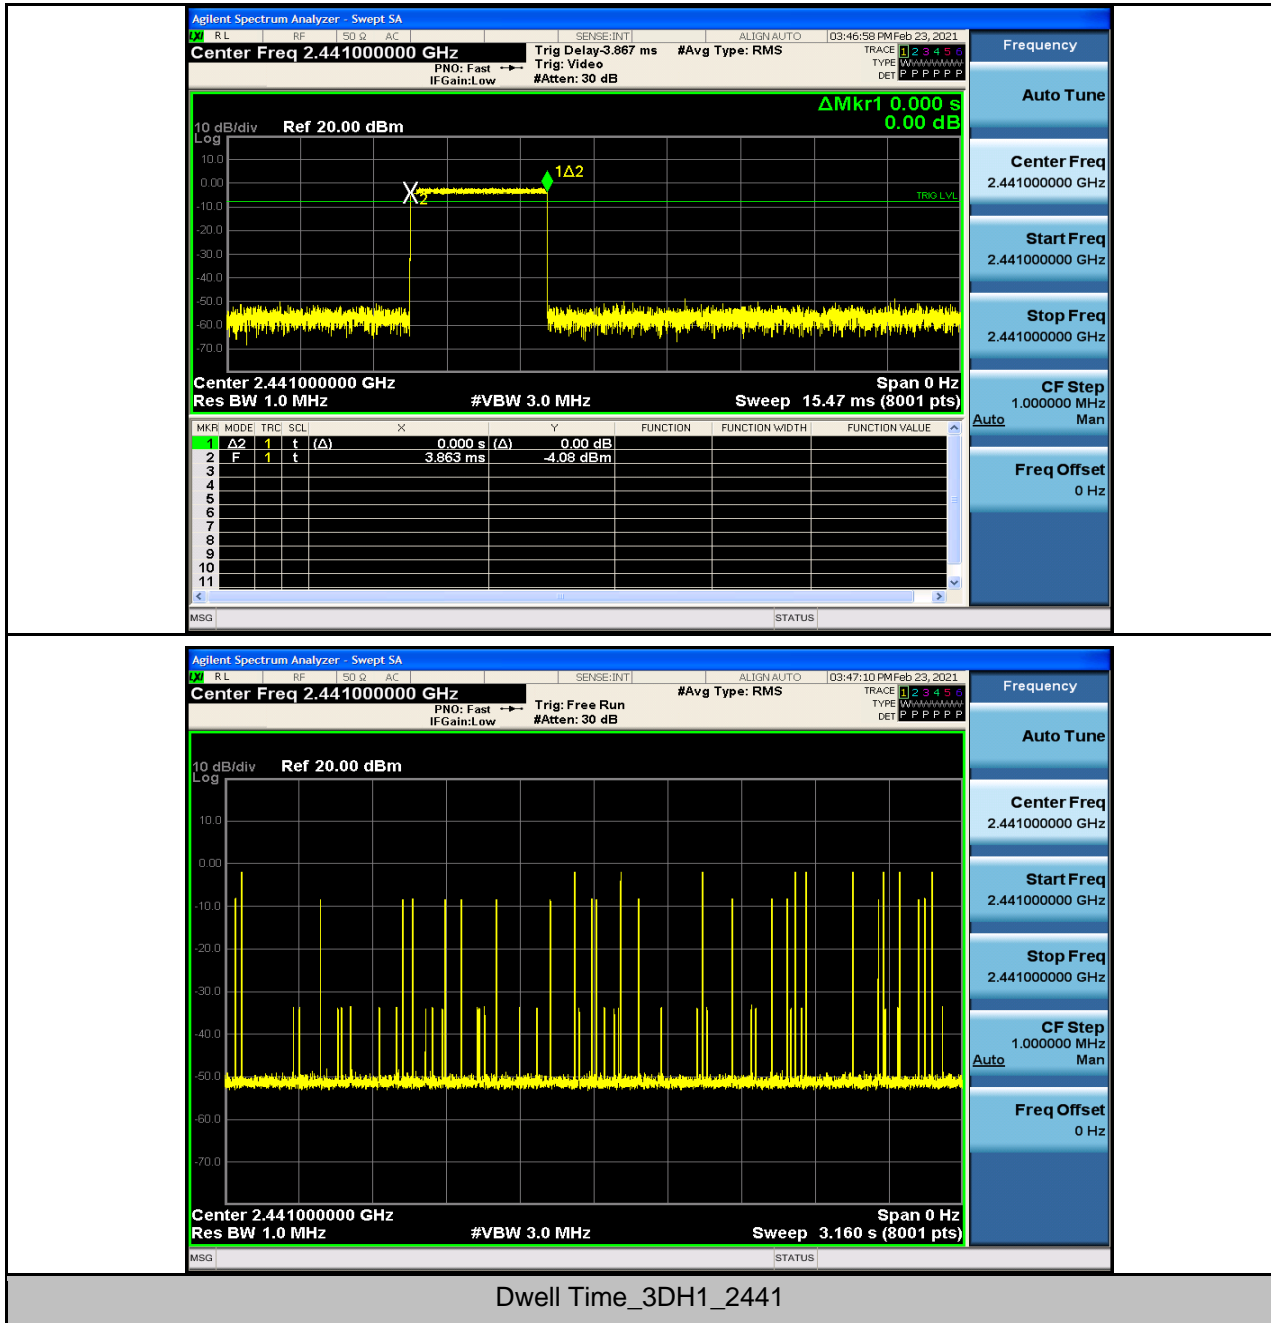 Agilent Spectrum Analyzer - Swept SA
LXI RL RF 50 Ω AC SENSE:INT ALIGN AUTO 03:46:58 PM Feb 23, 2021
Center Freq 2.441000000 GHz
PNO: Fast
IFGain:Low
Trig Delay-3.867 ms
Trig: Video
#Atten: 30 dB
#Avg Type: RMS
TRACE 1 2 3 4 5 6
TYPE WWWWWW
DET P P P P P P
ΔMkr1 0.000 s
0.00 dB
10 dB/div Ref 20.00 dBm
Log
10.0
0.00
-10.0
-20.0
-30.0
-40.0
-50.0
-60.0
-70.0
X2
1Δ2
TRIG LVL
Center 2.441000000 GHz Span 0 Hz
Res BW 1.0 MHz #VBW 3.0 MHz Sweep 15.47 ms (8001 pts)
MKR MODE TRC SCL X Y FUNCTION FUNCTION WIDTH FUNCTION VALUE
1 Δ2 1 t (Δ) 0.000 s (Δ) 0.00 dB
2 F 1 t 3.863 ms -4.08 dBm
3
4
5
6
7
8
9
10
11
MSG STATUS
Frequency
Auto Tune
Center Freq
2.441000000 GHz
Start Freq
2.441000000 GHz
Stop Freq
2.441000000 GHz
CF Step
1.000000 MHz
Auto Man
Freq Offset
0 Hz
Agilent Spectrum Analyzer - Swept SA
LXI RL RF 50 Ω AC SENSE:INT ALIGN AUTO 03:47:10 PM Feb 23, 2021
Center Freq 2.441000000 GHz
PNO: Fast
IFGain:Low
Trig: Free Run
#Atten: 30 dB
#Avg Type: RMS
TRACE 1 2 3 4 5 6
TYPE WWWWWW
DET P P P P P P
10 dB/div Ref 20.00 dBm
Log
10.0
0.00
-10.0
-20.0
-30.0
-40.0
-50.0
-60.0
-70.0
Center 2.441000000 GHz Span 0 Hz
Res BW 1.0 MHz #VBW 3.0 MHz Sweep 3.160 s (8001 pts)
MSG STATUS
Frequency
Auto Tune
Center Freq
2.441000000 GHz
Start Freq
2.441000000 GHz
Stop Freq
2.441000000 GHz
CF Step
1.000000 MHz
Auto Man
Freq Offset
0 Hz
Dwell Time_3DH1_2441